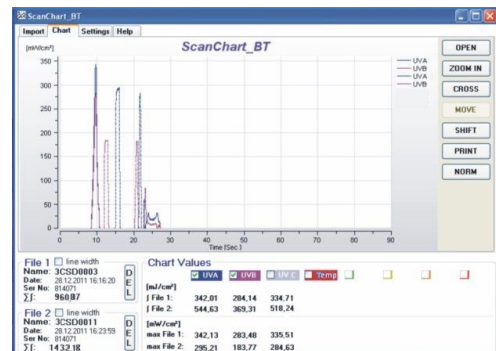 ScanChart_BT
Import Chart Settings Help
ScanChart_BT
[mW/cm²]
350
300
250
200
150
100
50
0
0 10 20 30 40 50 60 70 80 90
Time [Sec.]
UVA
UVB
UVA
UVB
OPEN
ZOOM IN
CROSS
MOVE
SHIFT
PRINT
NORM
File 1 line width
Name: 3CSD0003
Date: 28.12.2011 16:16:20
Ser No: 814071
∑∫: 960,87
DEL
File 2 line width
Name: 3CSD0011
Date: 28.12.2011 16:23:59
Ser No: 814071
∑∫: 1432,18
DEL
Chart Values
UVA UVB UV C Temp
[mJ/cm²]
∫ File 1: 342,01 284,14 334,71
∫ File 2: 544,63 369,31 518,24
[mW/cm²]
max File 1: 342,13 283,48 335,51
max File 2: 295,21 183,77 284,63